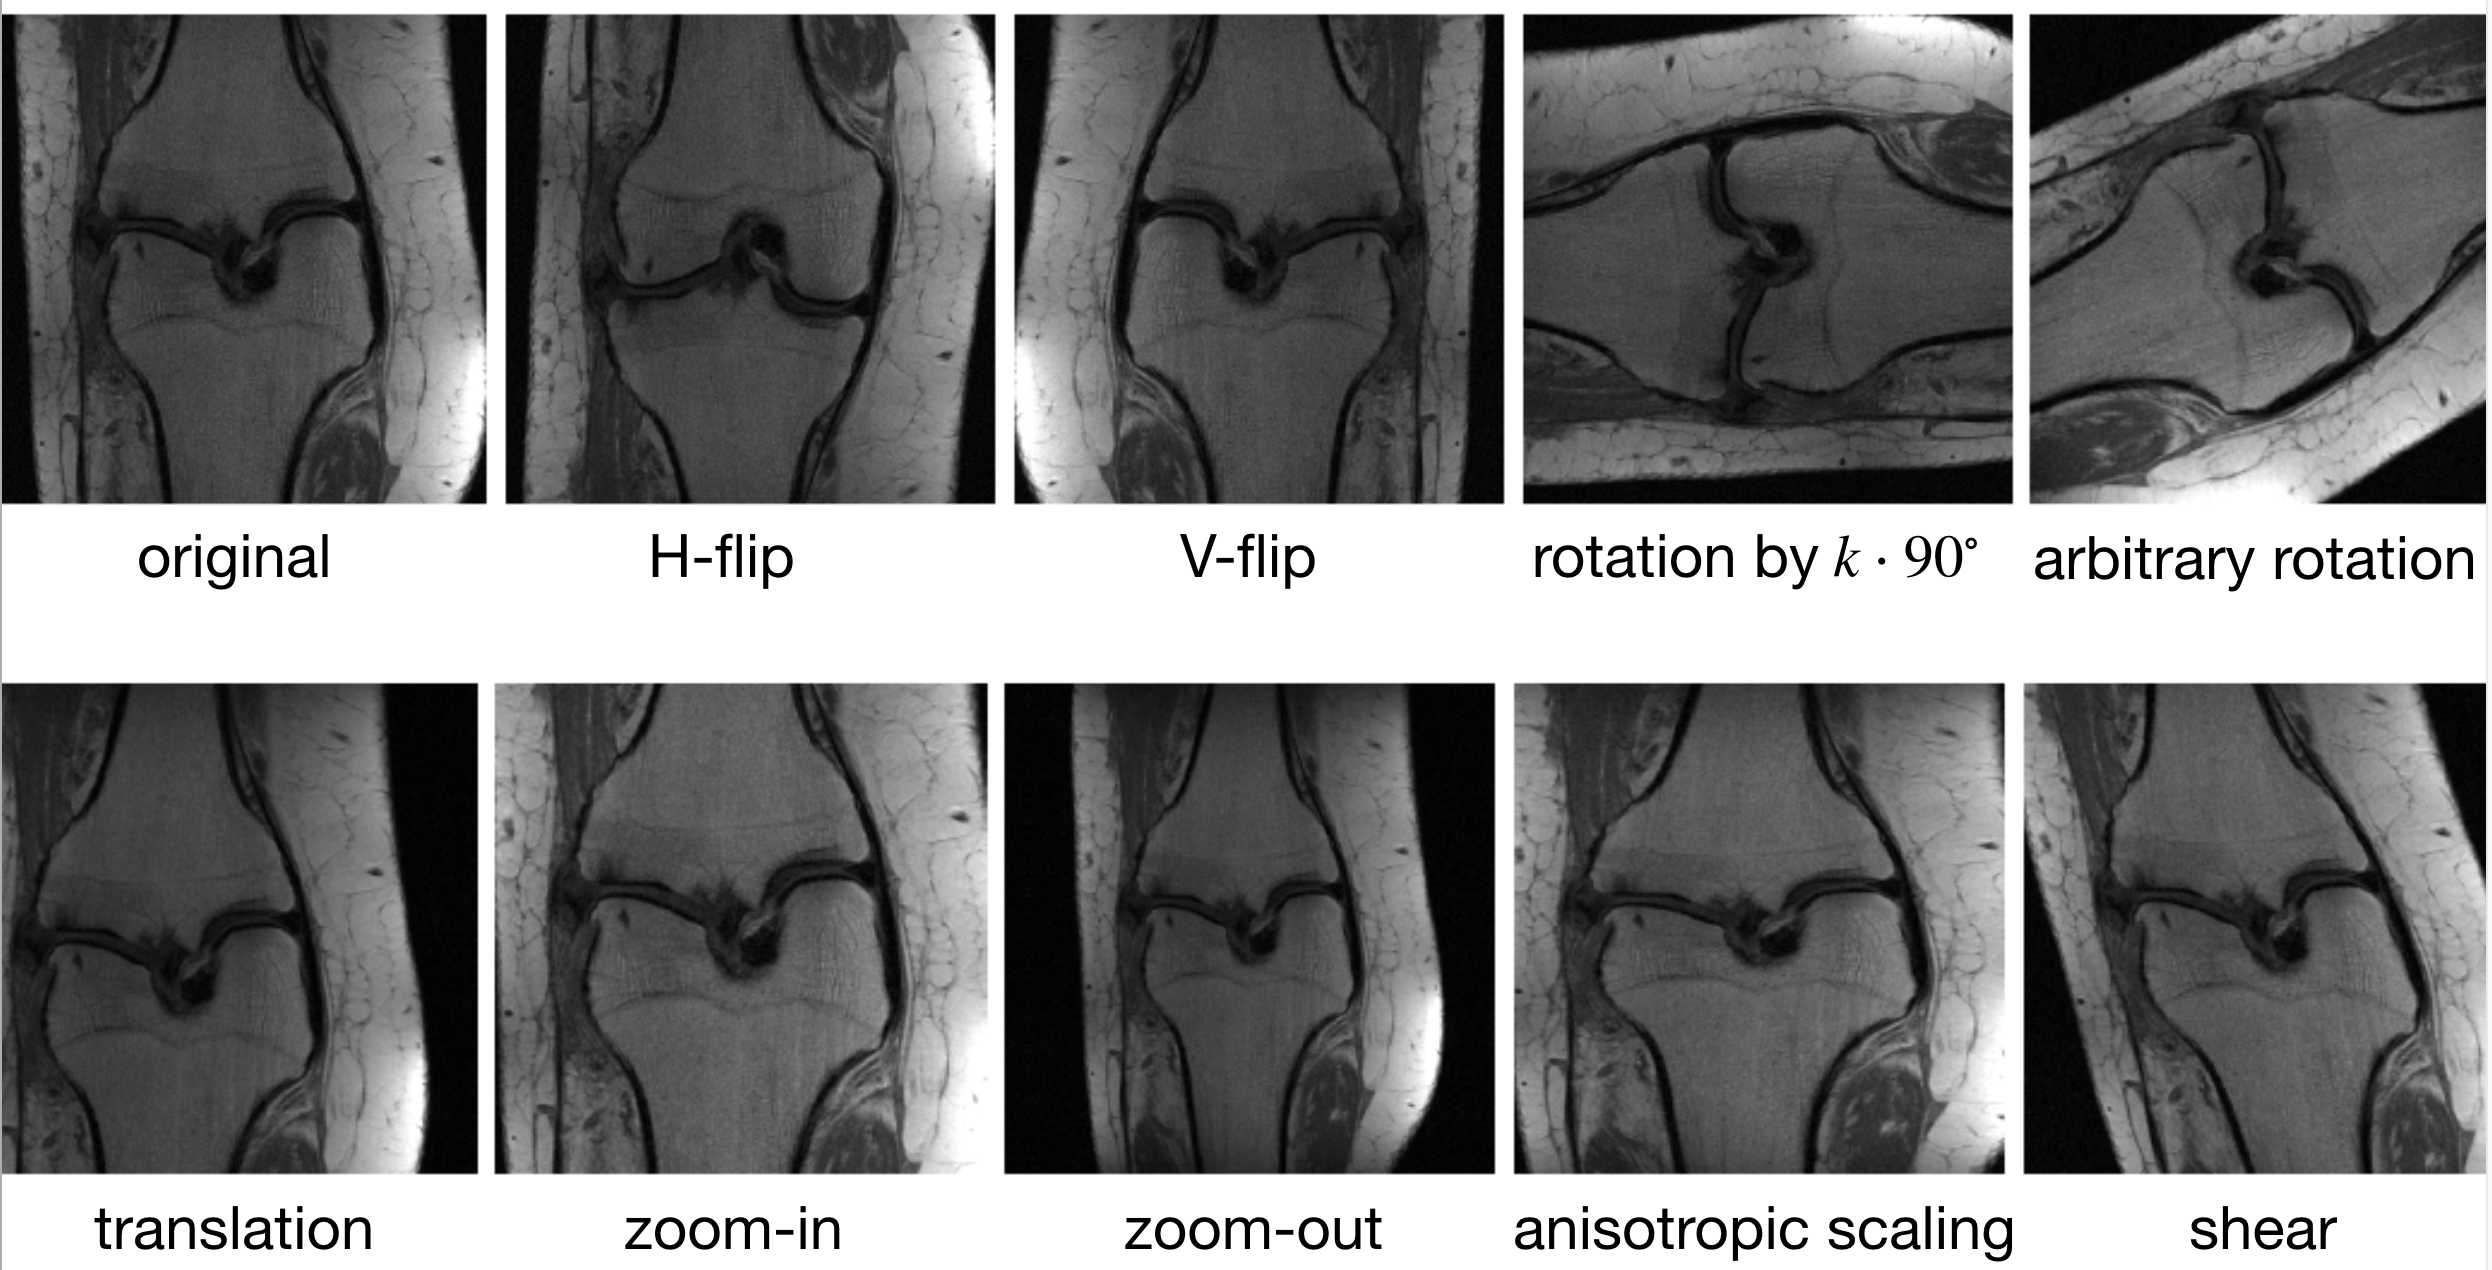 original
H-flip
V-flip
rotation by k · 90°
arbitrary rotation
translation
zoom-in
zoom-out
anisotropic scaling
shear